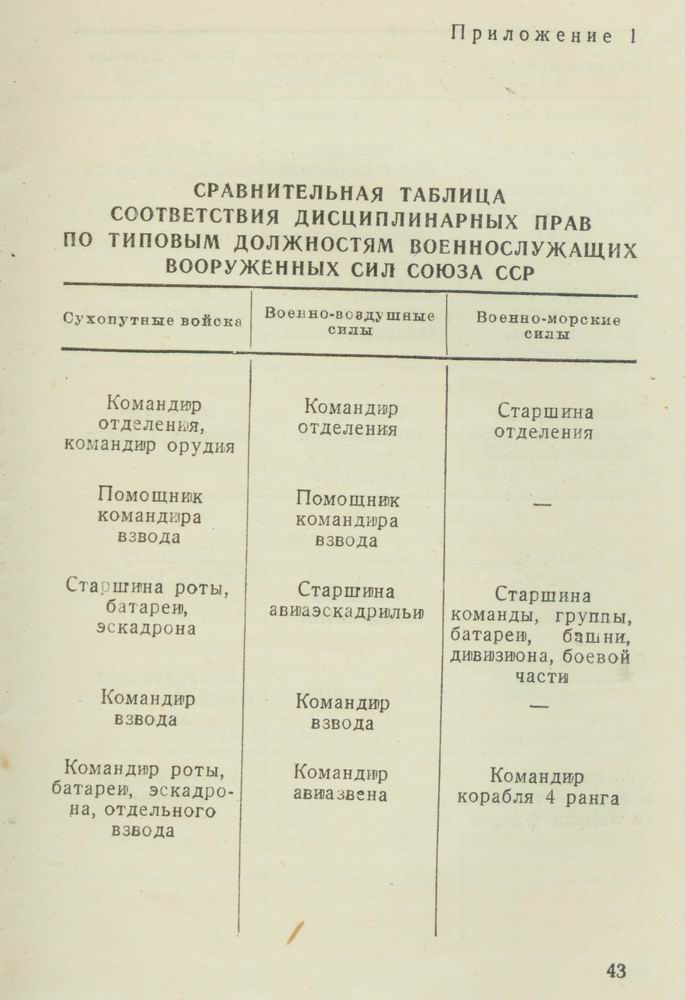 Приложение 1
СРАВНИТЕЛЬНАЯ ТАБЛИЦА
СООТВЕТСТВИЯ ДИСЦИПЛИНАРНЫХ ПРАВ
ПО ТИПОВЫМ ДОЛЖНОСТЯМ ВОЕННОСЛУЖАЩИХ
ВООРУЖЕННЫХ СИЛ СОЮЗА ССР
Сухопутные войска
Военно-воздушные
силы
Военно-морские
силы
Командир
отделения,
командир орудия
Командир
отделения
Старшина
отделения
Помощник
командира
взвода
Помощник
командира
взвода
—
Старшина роты,
батареи,
эскадрона
Старшина
авиаэскадрильи
Старшина
команды, группы,
батареи, башни,
дивизиона, боевой
части
Командир
взвода
Командир
взвода
—
Командир роты,
батареи, эскадро-
на, отдельного
взвода
Командир
авиазвена
Командир
корабля 4 ранга
43